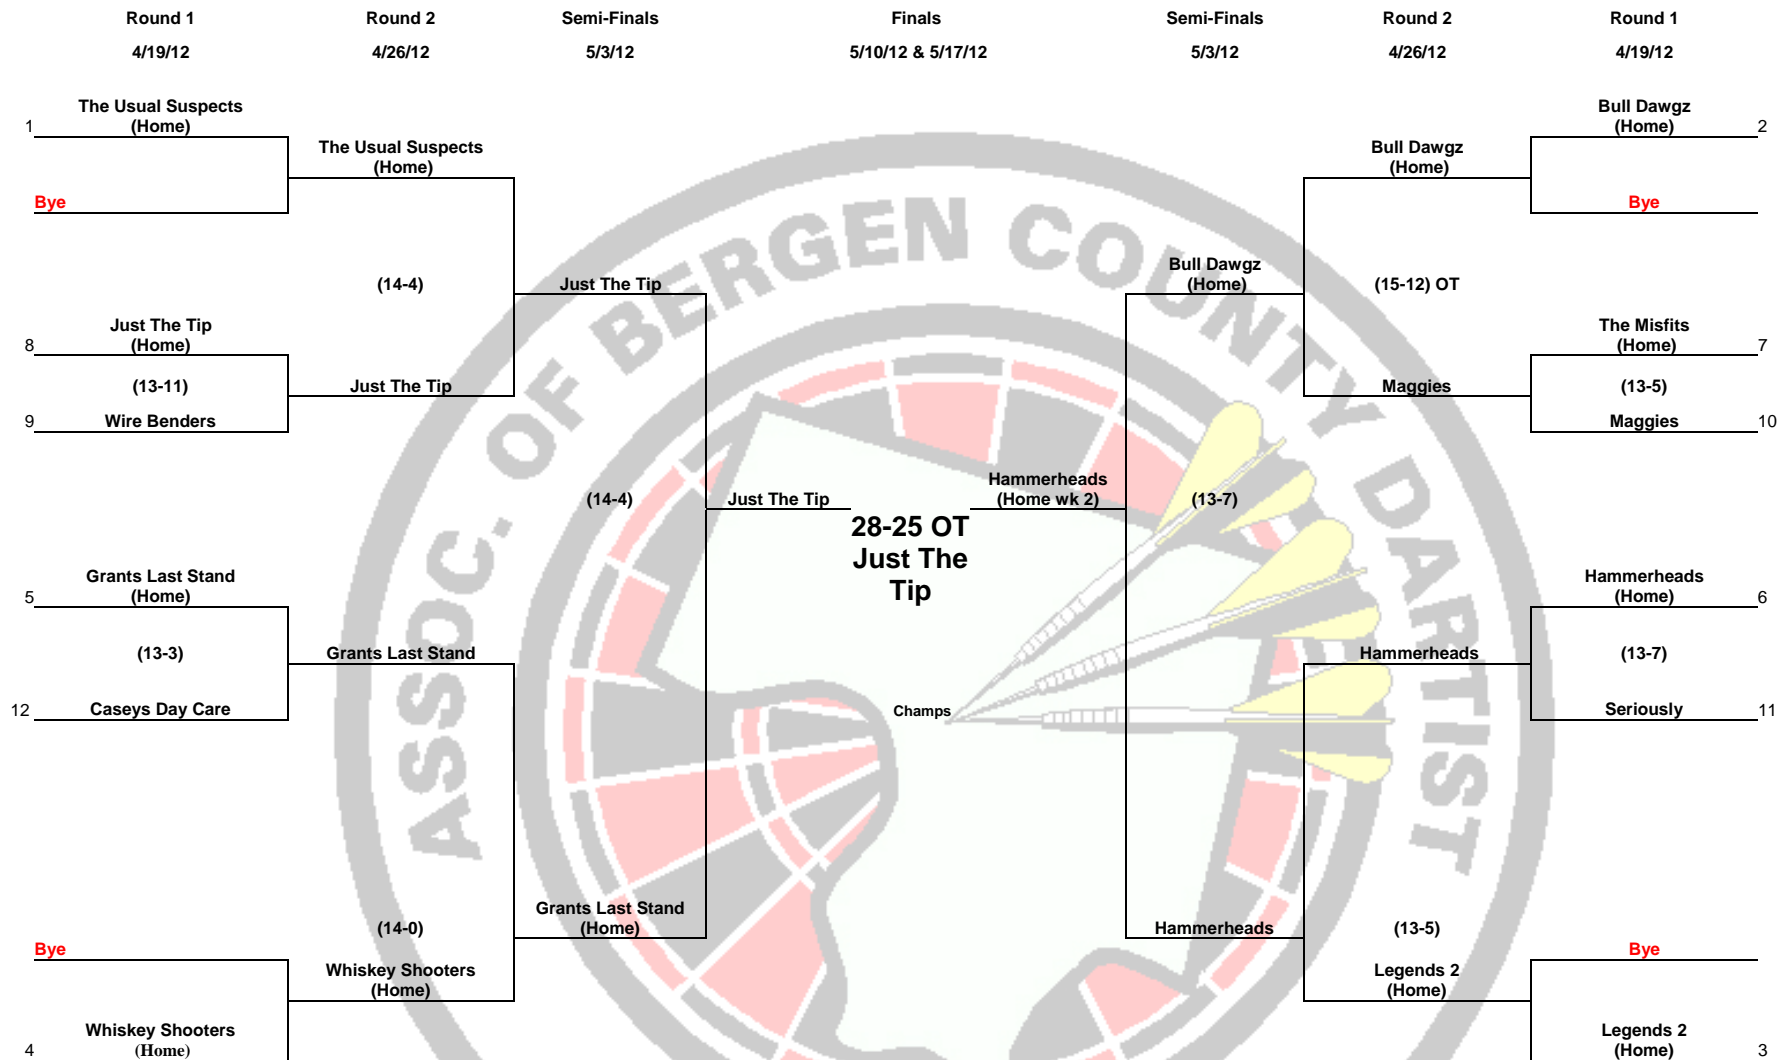 Round 1 Round 2 Semi-Finals Finals Semi-Finals Round 2 Round 1
4/19/12 4/26/12 5/3/12 5/10/12 & 5/17/12 5/3/12 4/26/12 4/19/12
The Usual Suspects
(Home)
1
Bye
Just The Tip
(Home)
8
(13-11)
9 Wire Benders
Grants Last Stand
(Home)
5
(13-3)
12 Caseys Day Care
Bye
Whiskey Shooters
(Home)
4
The Usual Suspects
(Home)
(14-4)
Just The Tip
Grants Last Stand
(14-0)
Whiskey Shooters
(Home)
Just The Tip
(14-4)
Grants Last Stand
(Home)
Just The Tip
28-25 OT
Just The
Tip
Champs
Hammerheads
(Home wk 2)
Bull Dawgz
(Home)
(13-7)
Hammerheads
Bull Dawgz
(Home)
(15-12) OT
Maggies
Hammerheads
(13-5)
Legends 2
(Home)
Bull Dawgz
(Home)
2
Bye
The Misfits
(Home)
7
(13-5)
Maggies 10
Hammerheads
(Home)
6
(13-7)
Seriously 11
Bye
Legends 2
(Home)
3
ASSOC. OF BERGEN COUNTY DARTIST